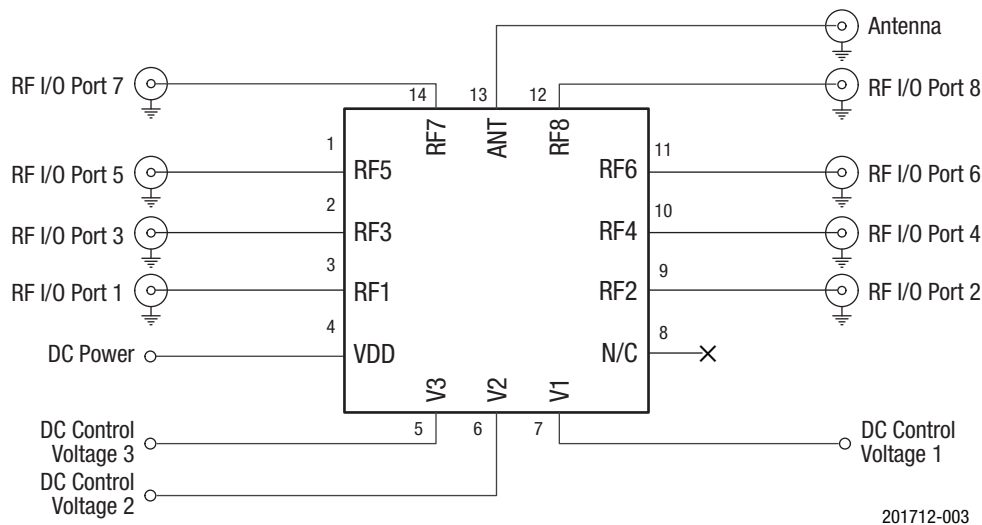 Antenna
RF I/O Port 7
RF I/O Port 8
14
13
12
RF7
ANT
RF8
1
11
RF I/O Port 5
RF5
RF6
RF I/O Port 6
2
10
RF I/O Port 3
RF3
RF4
RF I/O Port 4
3
9
RF I/O Port 1
RF1
RF2
RF I/O Port 2
4
8
DC Power
VDD
N/C
V3
V2
V1
5
6
7
DC Control
Voltage 3
DC Control
Voltage 1
DC Control
Voltage 2
201712-003